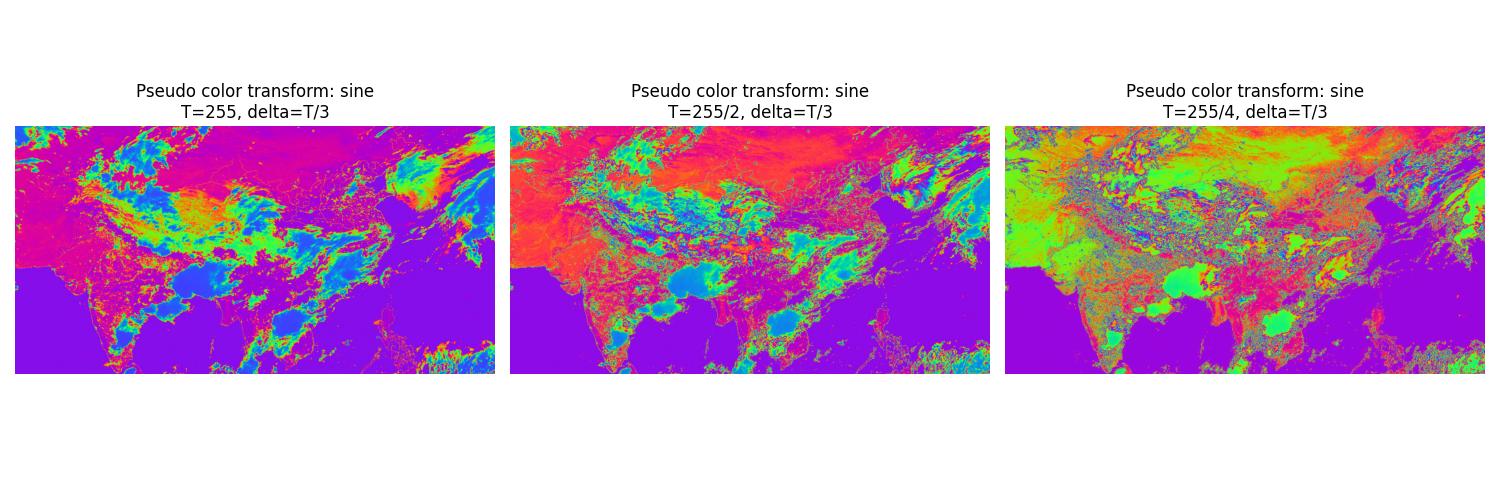 Pseudo color transform: sine
T=255, delta=T/3
Pseudo color transform: sine
T=255/2, delta=T/3
Pseudo color transform: sine
T=255/4, delta=T/3